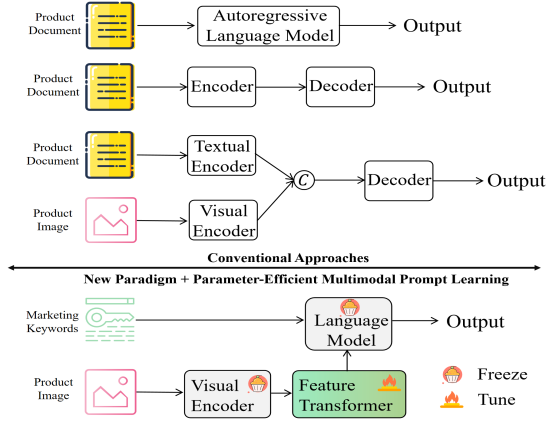 Product
Document
Autoregressive
Language Model
Output
Product
Document
Encoder
Decoder
Output
Product
Document
Textual
Encoder
C
Decoder
Output
Product
Image
Visual
Encoder
Conventional Approaches
New Paradigm + Parameter-Efficient Multimodal Prompt Learning
Marketing
Keywords
Language
Model
Output
Product
Image
Visual
Encoder
Feature
Transformer
Freeze
Tune